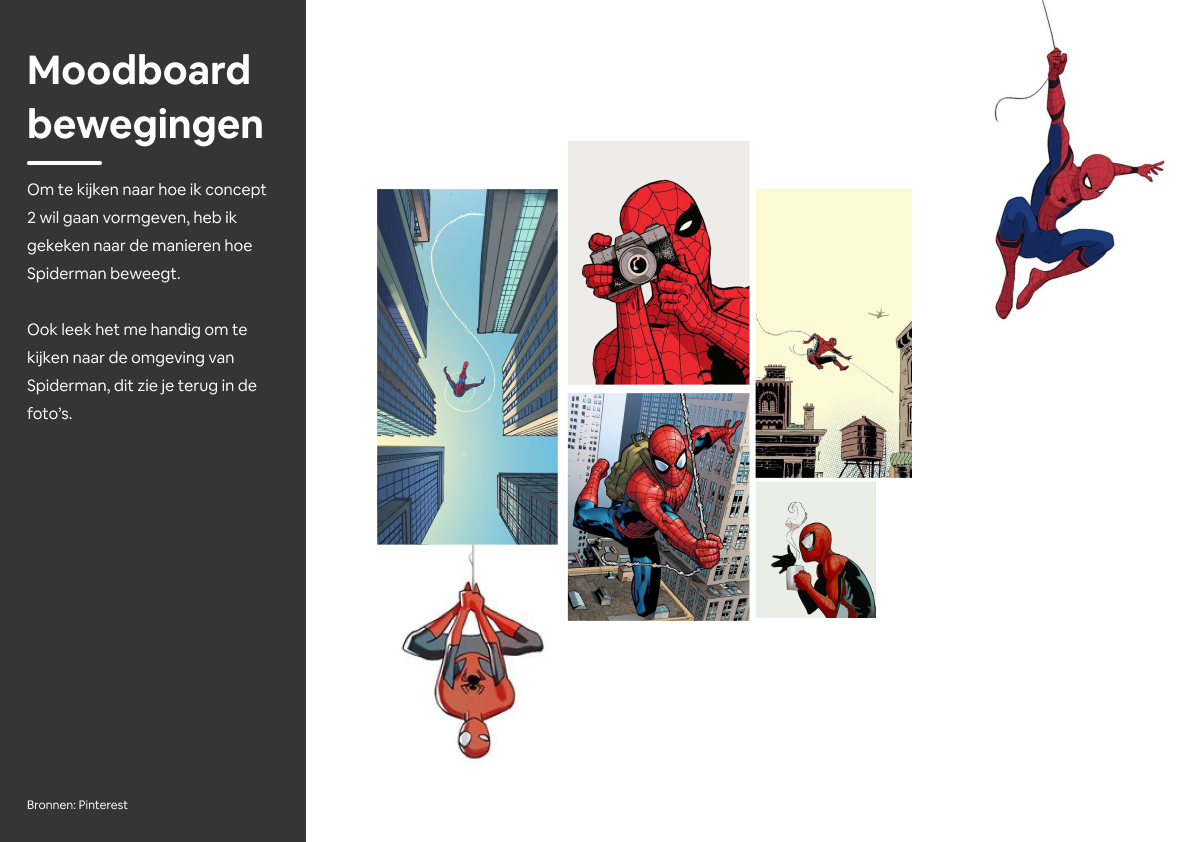 Moodboard
bewegingen
Om te kijken naar hoe ik concept
2 wil gaan vormgeven, heb ik
gekeken naar de manieren hoe
Spiderman beweegt.
Ook leek het me handig om te
kijken naar de omgeving van
Spiderman, dit zie je terug in de
foto’s.
Bronnen: Pinterest